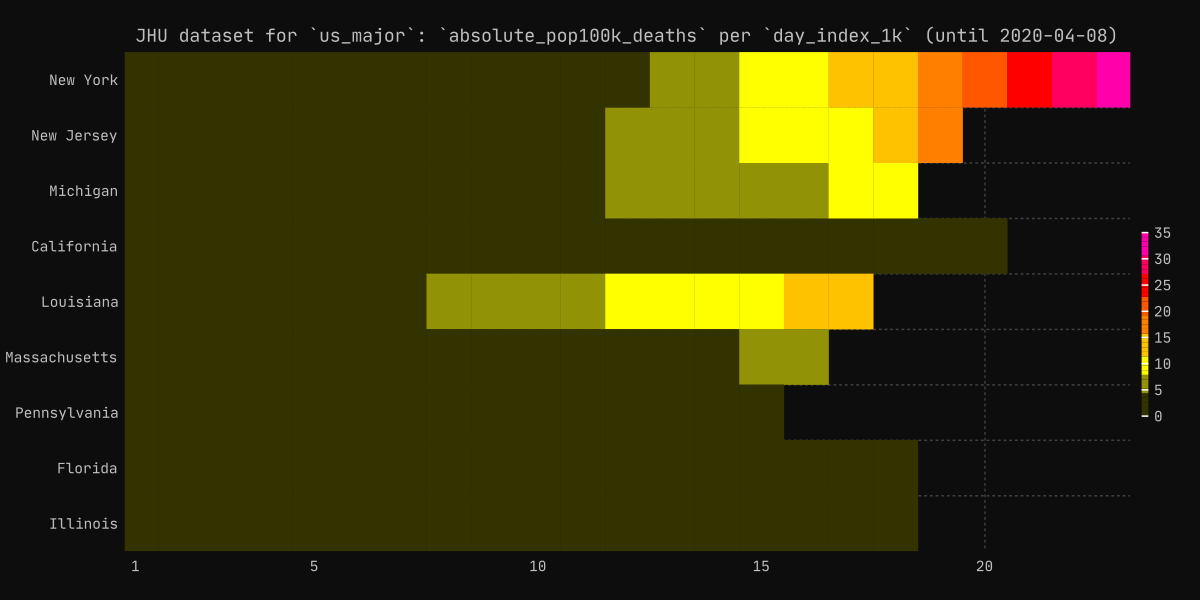 JHU dataset for `us_major`: `absolute_pop100k_deaths` per `day_index_1k` (until 2020-04-08)
New York
New Jersey
Michigan
California
Louisiana
Massachusetts
Pennsylvania
Florida
Illinois
1 5 10 15 20
35
30
25
20
15
10
5
0